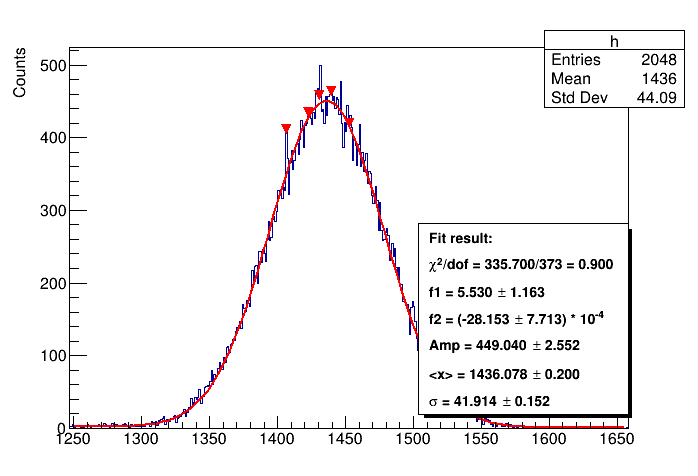 h
Entries 2048
Mean 1436
Std Dev 44.09
Counts
500
400
300
200
100
0
Fit result:
χ²/dof = 335.700/373 = 0.900
f1 = 5.530 ± 1.163
f2 = (-28.153 ± 7.713) * 10⁻⁴
Amp = 449.040 ± 2.552
<x> = 1436.078 ± 0.200
σ = 41.914 ± 0.152
1250 1300 1350 1400 1450 1500 1550 1600 1650